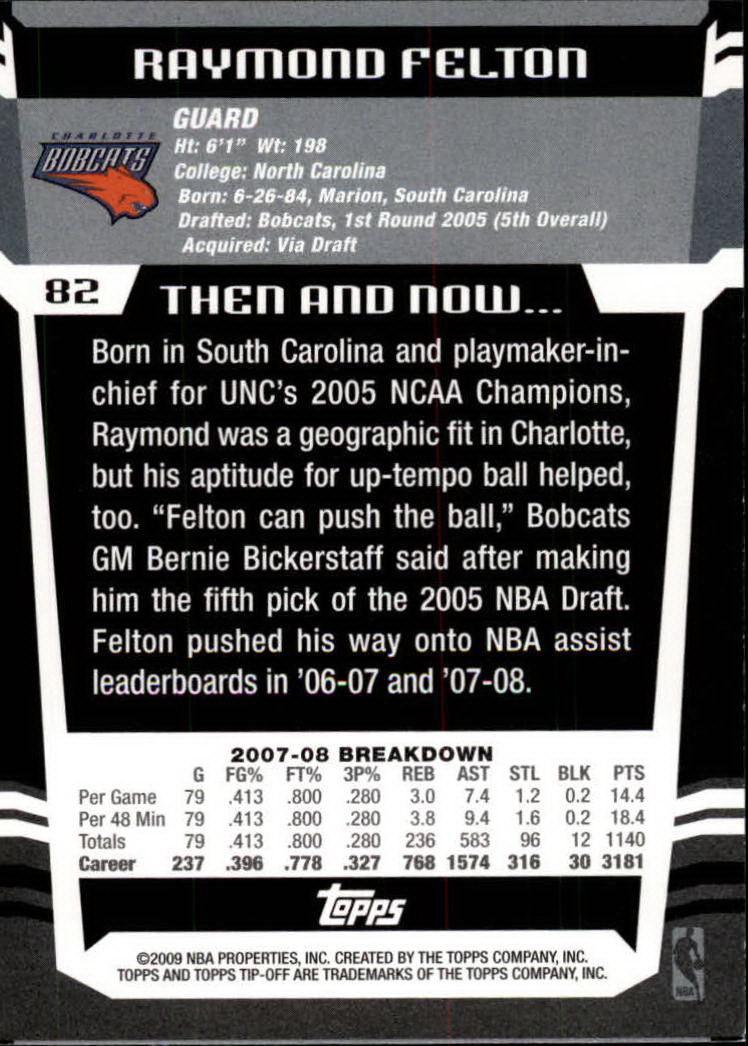 RAYMOND FELTON
CHARLOTTE
BOBCATS
GUARD
Ht: 6'1" Wt: 198
College: North Carolina
Born: 6-26-84, Marion, South Carolina
Drafted: Bobcats, 1st Round 2005 (5th Overall)
Acquired: Via Draft
82
THEN AND NOW...
Born in South Carolina and playmaker-in-
chief for UNC's 2005 NCAA Champions,
Raymond was a geographic fit in Charlotte,
but his aptitude for up-tempo ball helped,
too. “Felton can push the ball,” Bobcats
GM Bernie Bickerstaff said after making
him the fifth pick of the 2005 NBA Draft.
Felton pushed his way onto NBA assist
leaderboards in '06-07 and '07-08.
2007-08 BREAKDOWN
G FG% FT% 3P% REB AST STL BLK PTS
Per Game 79 .413 .800 .280 3.0 7.4 1.2 0.2 14.4
Per 48 Min 79 .413 .800 .280 3.8 9.4 1.6 0.2 18.4
Totals 79 .413 .800 .280 236 583 96 12 1140
Career 237 .396 .778 .327 768 1574 316 30 3181
topps
©2009 NBA PROPERTIES, INC. CREATED BY THE TOPPS COMPANY, INC.
TOPPS AND TOPPS TIP-OFF ARE TRADEMARKS OF THE TOPPS COMPANY, INC.
NBA